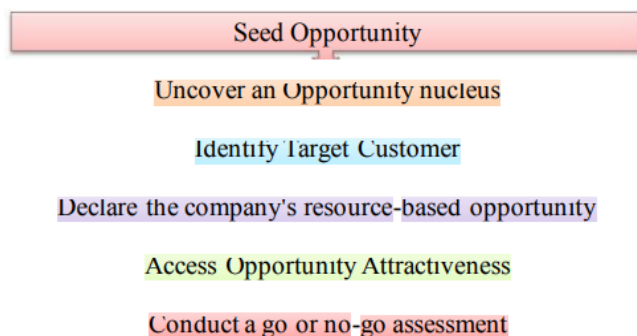 Seed Opportunity
Uncover an Opportunity nucleus
Identify Target Customer
Declare the company's resource-based opportunity
Access Opportunity Attractiveness
Conduct a go or no-go assessment